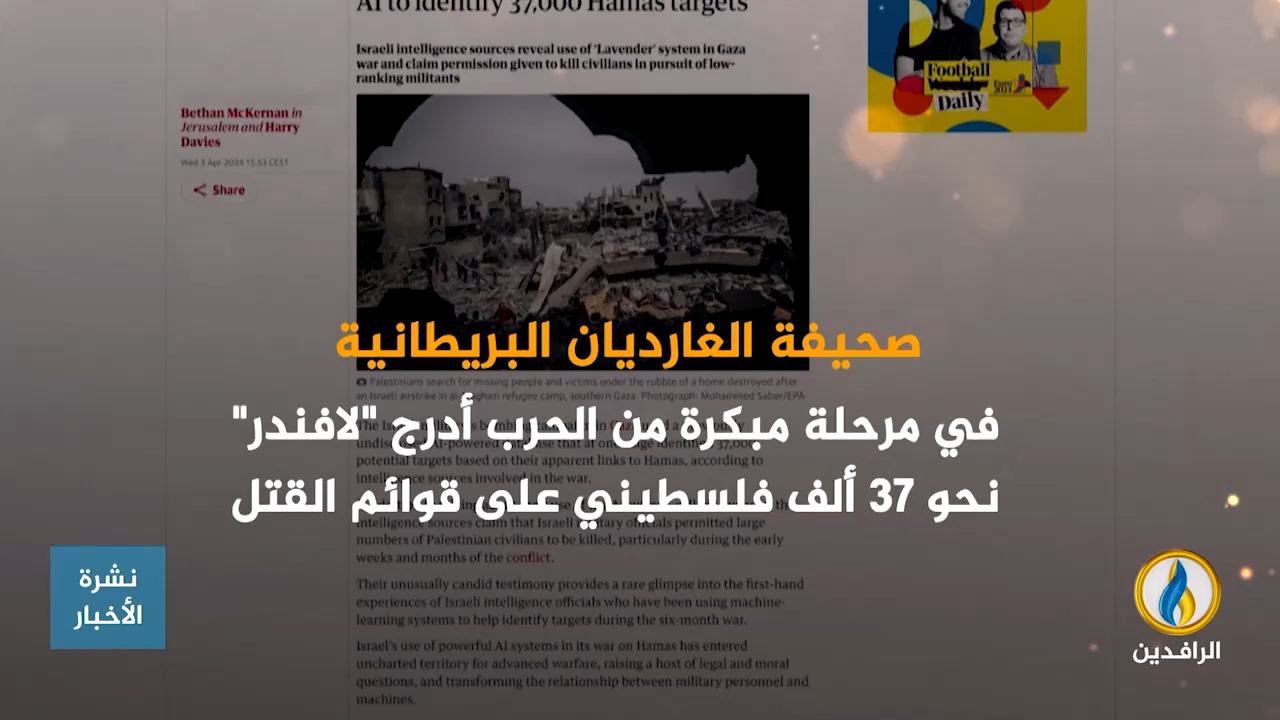 AI to identify 37,000 Hamas targets
Israeli intelligence sources reveal use of ‘Lavender’ system in Gaza
war and claim permission given to kill civilians in pursuit of low-
ranking militants
Bethan McKernan in
Jerusalem and Harry
Davies
Wed 3 Apr 2024 15.53 CEST
Share
Football
Weekly
Daily
Euro
2024
صحيفة الغارديان البريطانية
Palestinians search for missing people and victims under the rubble of a home destroyed after
an Israeli airstrike in al- refugee camp, southern Gaza. Photograph: Mohammed Saber/EPA
في مرحلة مبكرة من الحرب أدرج "لافندر"
نحو 37 ألف فلسطيني على قوائم القتل
potential targets based on their apparent links to Hamas, according to
intelligence sources involved in the war.
intelligence sources claim that Israeli military officials permitted large
numbers of Palestinian civilians to be killed, particularly during the early
weeks and months of the conflict.
Their unusually candid testimony provides a rare glimpse into the first-hand
experiences of Israeli intelligence officials who have been using machine-
learning systems to help identify targets during the six-month war.
Israel’s use of powerful AI systems in its war on Hamas has entered
uncharted territory for advanced warfare, raising a host of legal and moral
questions, and transforming the relationship between military personnel and
machines.
نشرة
الأخبار
الرافدين